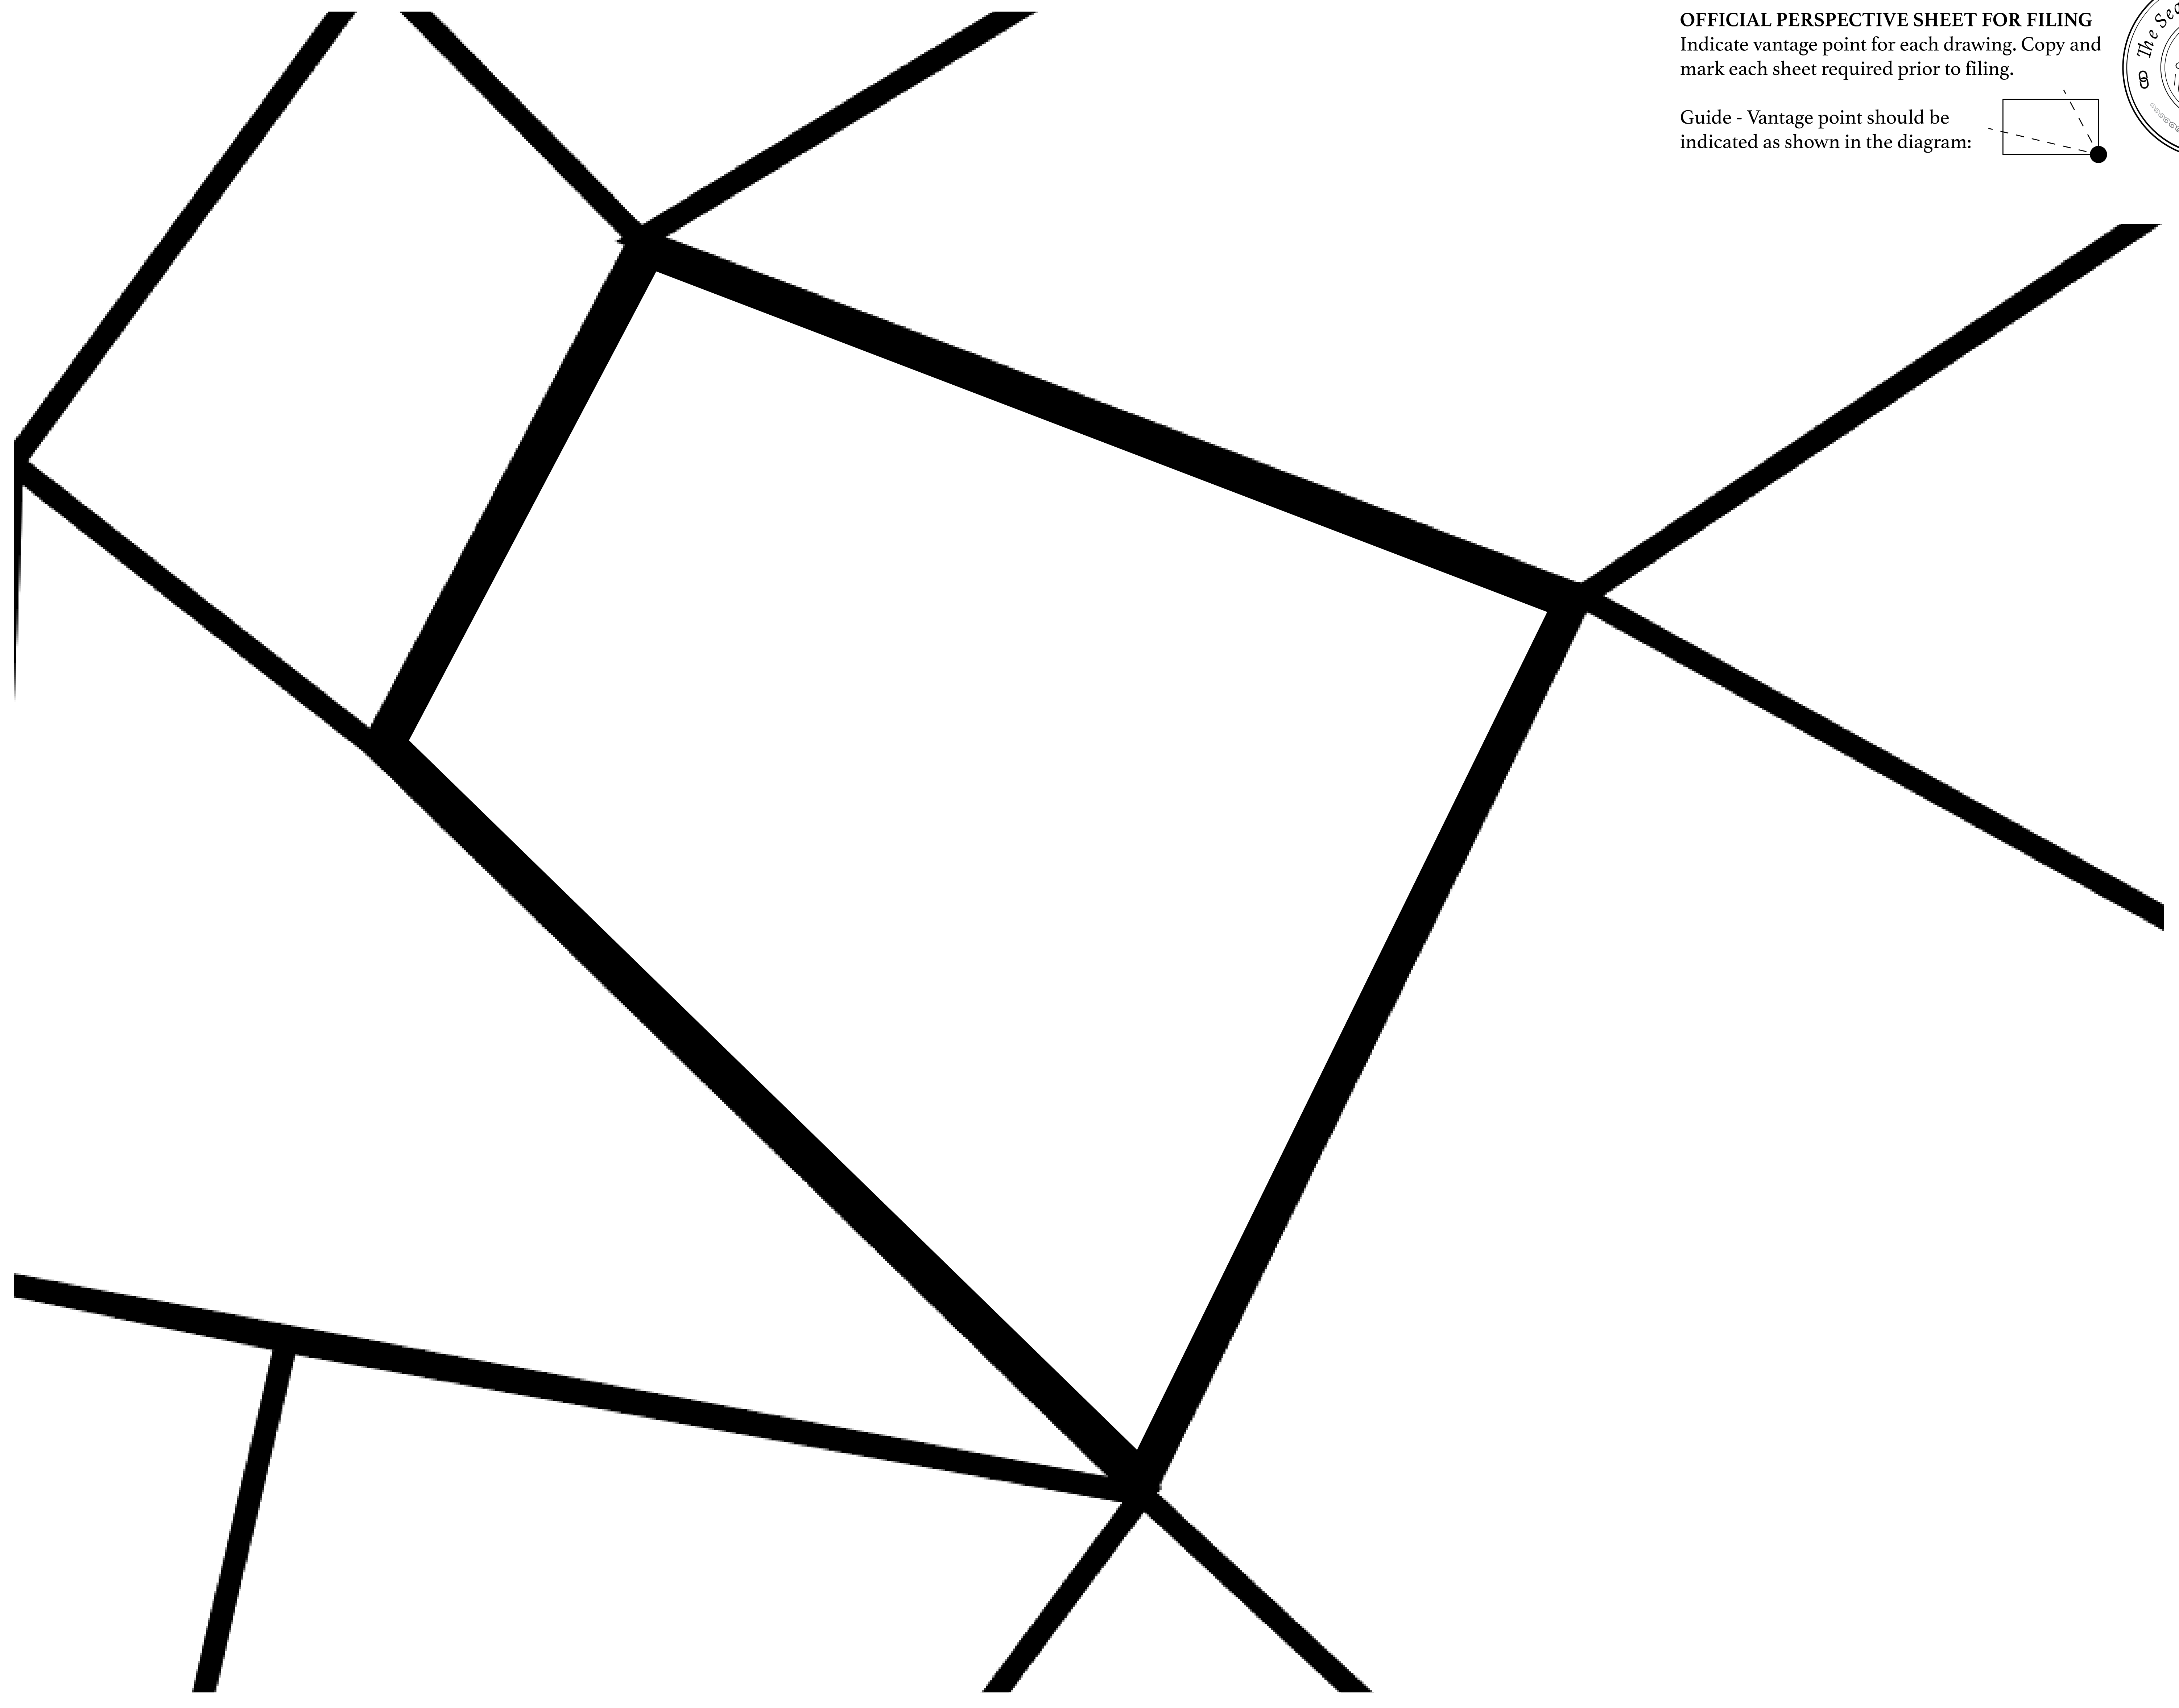 OFFICIAL PERSPECTIVE SHEET FOR FILING
Indicate vantage point for each drawing. Copy and
mark each sheet required prior to filing.
Guide - Vantage point should be
indicated as shown in the diagram:
The